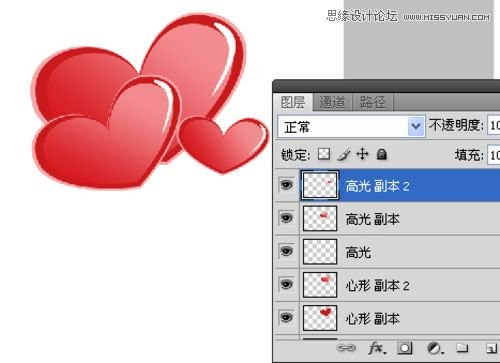 思缘设计论坛 WWW.MISSYUAN.COM
图层 通道 路径
正常 不透明度: 10
锁定: 填充: 10
高光 副本 2
高光 副本
高光
心形 副本 2
心形 副本
fx